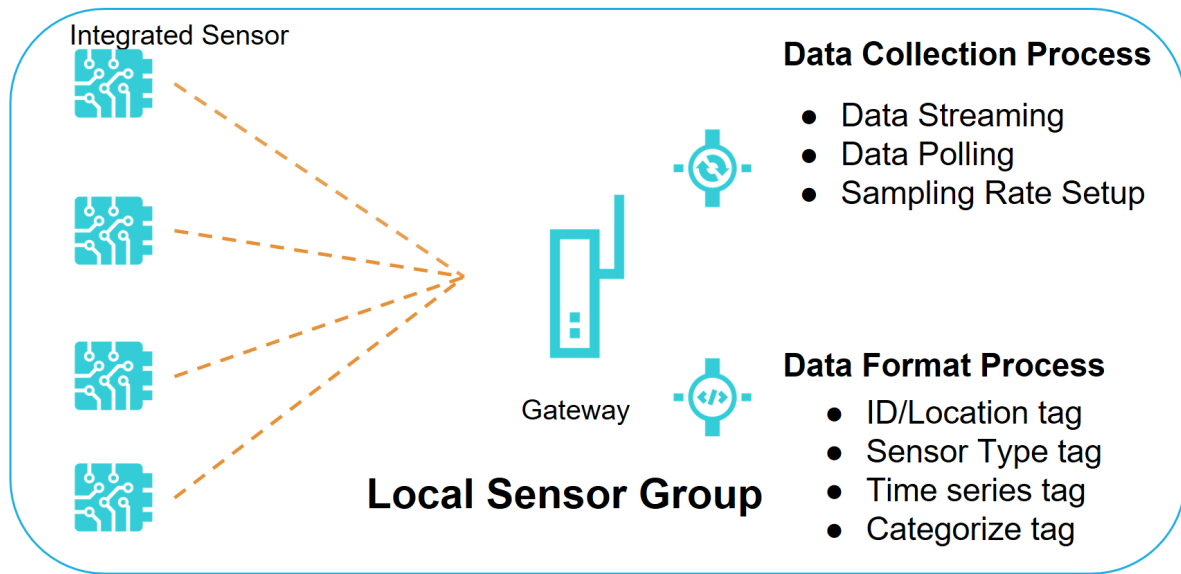 Integrated Sensor
Data Collection Process
● Data Streaming
● Data Polling
● Sampling Rate Setup
Gateway
Local Sensor Group
Data Format Process
● ID/Location tag
● Sensor Type tag
● Time series tag
● Categorize tag